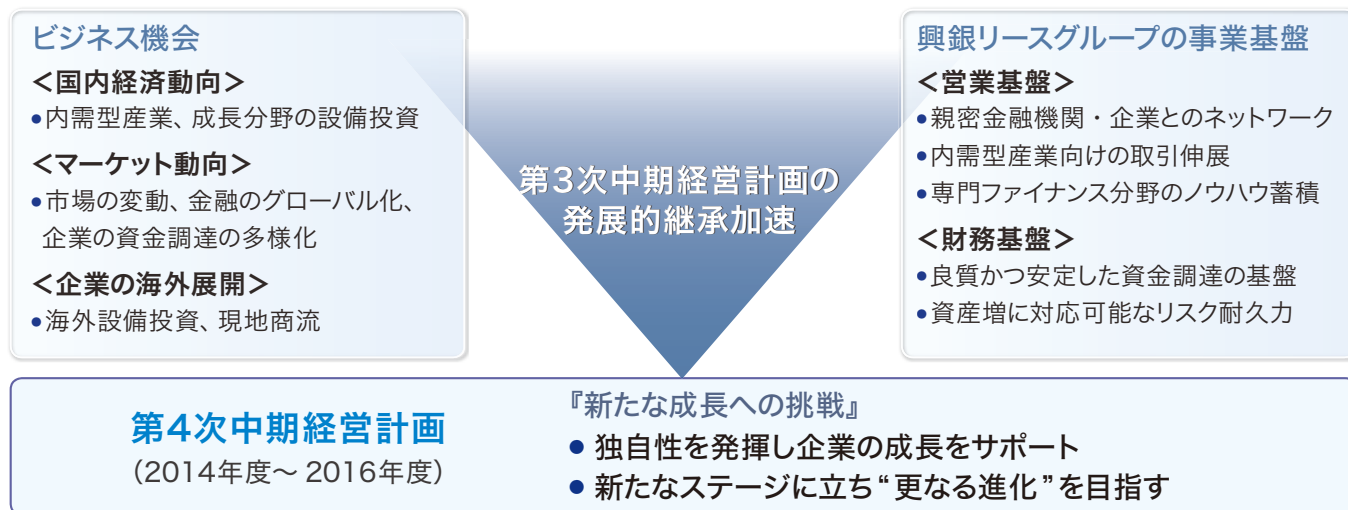 ビジネス機会
＜国内経済動向＞
●内需型産業、成長分野の設備投資
＜マーケット動向＞
●市場の変動、金融のグローバル化、
企業の資金調達の多様化
＜企業の海外展開＞
●海外設備投資、現地商流
第3次中期経営計画の
発展的継承加速
興銀リースグループの事業基盤
＜営業基盤＞
●親密金融機関・企業とのネットワーク
●内需型産業向けの取引伸展
●専門ファイナンス分野のノウハウ蓄積
＜財務基盤＞
●良質かつ安定した資金調達の基盤
●資産増に対応可能なリスク耐久力
第4次中期経営計画
（2014年度～2016年度）
『新たな成長への挑戦』
● 独自性を発揮し企業の成長をサポート
● 新たなステージに立ち“更なる進化”を目指す